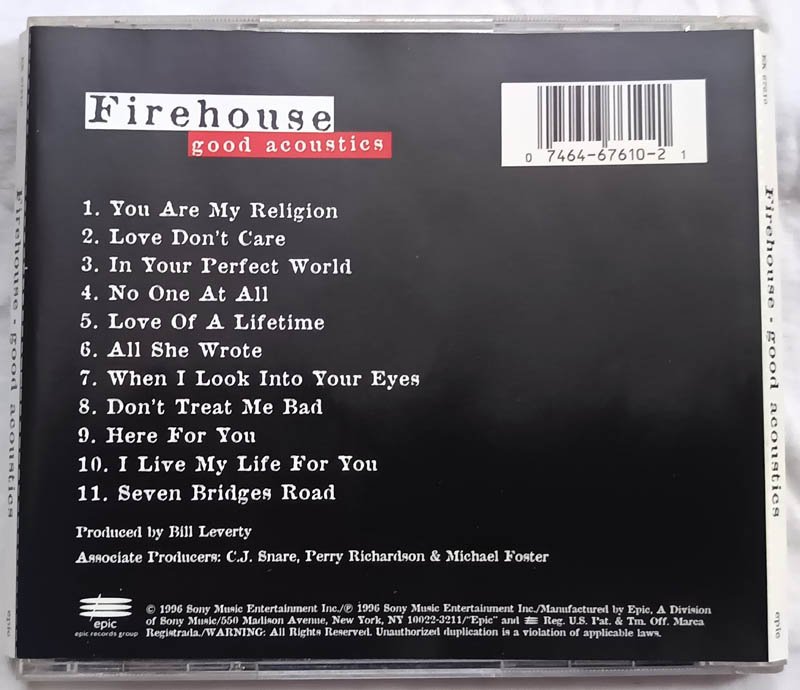 Firehouse
good acoustics
0 7464-67610-2 1
1. You Are My Religion
2. Love Don't Care
3. In Your Perfect World
4. No One At All
5. Love Of A Lifetime
6. All She Wrote
7. When I Look Into Your Eyes
8. Don't Treat Me Bad
9. Here For You
10. I Live My Life For You
11. Seven Bridges Road
Produced by Bill Leverty
Associate Producers: C.J. Snare, Perry Richardson & Michael Foster
epic
epic records group
© 1996 Sony Music Entertainment Inc./℗ 1996 Sony Music Entertainment Inc./Manufactured by Epic, A Division
of Sony Music/550 Madison Avenue, New York, NY 10022-3211/"Epic" and Reg. U.S. Pat. & Tm. Off. Marca
Registrada./WARNING: All Rights Reserved. Unauthorized duplication is a violation of applicable laws.
EK 67610
Firehouse · good acoustics
epic
EK 67610
Firehouse · good acoustics
epic